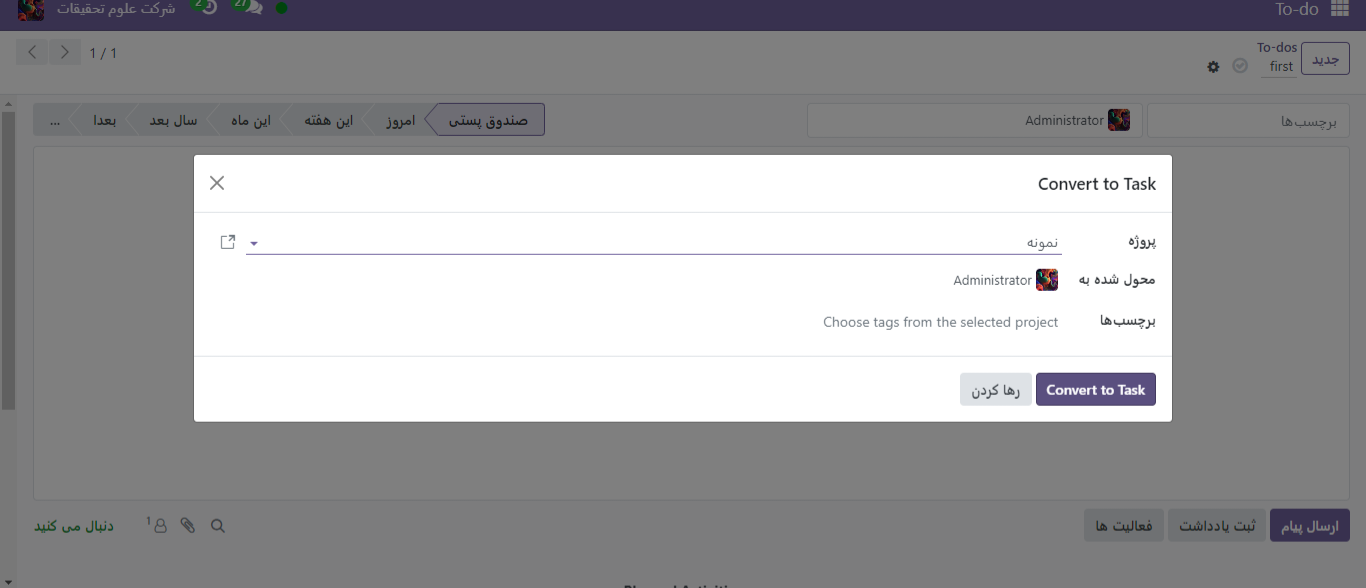 To-do
27
2
شرکت علوم تحقیقات
جدید
To-dos
first
1 / 1
برچسب‌ها
Administrator
صندوق پستی
امروز
این هفته
این ماه
سال بعد
بعدا
...
Convert to Task
پروژه
نمونه
محول شده به
Administrator
برچسب‌ها
Choose tags from the selected project
Convert to Task
رها کردن
ارسال پیام
ثبت یادداشت
فعالیت ها
1
دنبال می کنید